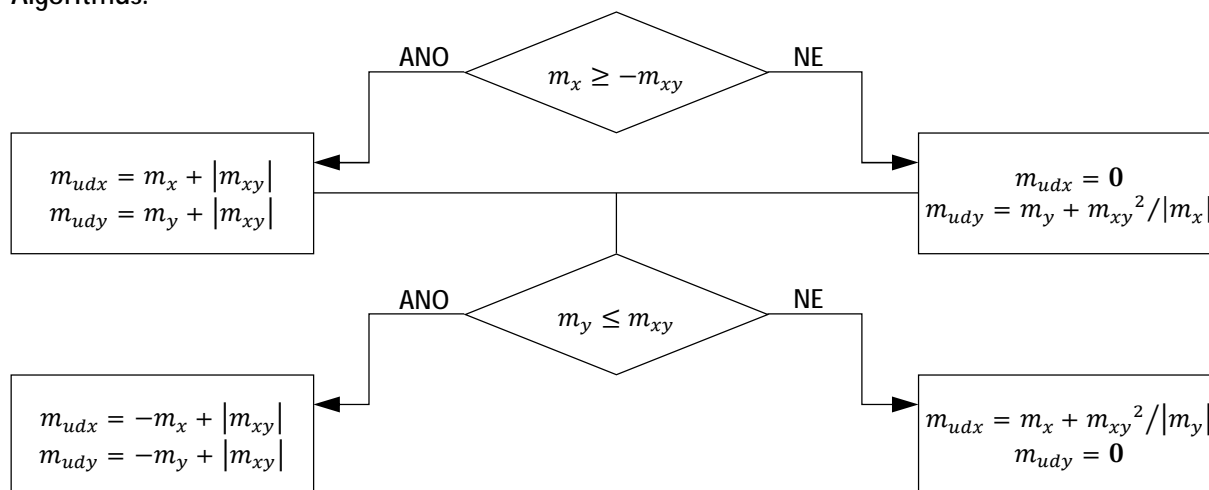 Algoritmus:
ANO
NE
m_x ≥ −m_xy
m_udx = m_x + |m_xy|
m_udy = m_y + |m_xy|
m_udx = 0
m_udy = m_y + m_xy²/|m_x|
ANO
NE
m_y ≤ m_xy
m_udx = −m_x + |m_xy|
m_udy = −m_y + |m_xy|
m_udx = m_x + m_xy²/|m_y|
m_udy = 0